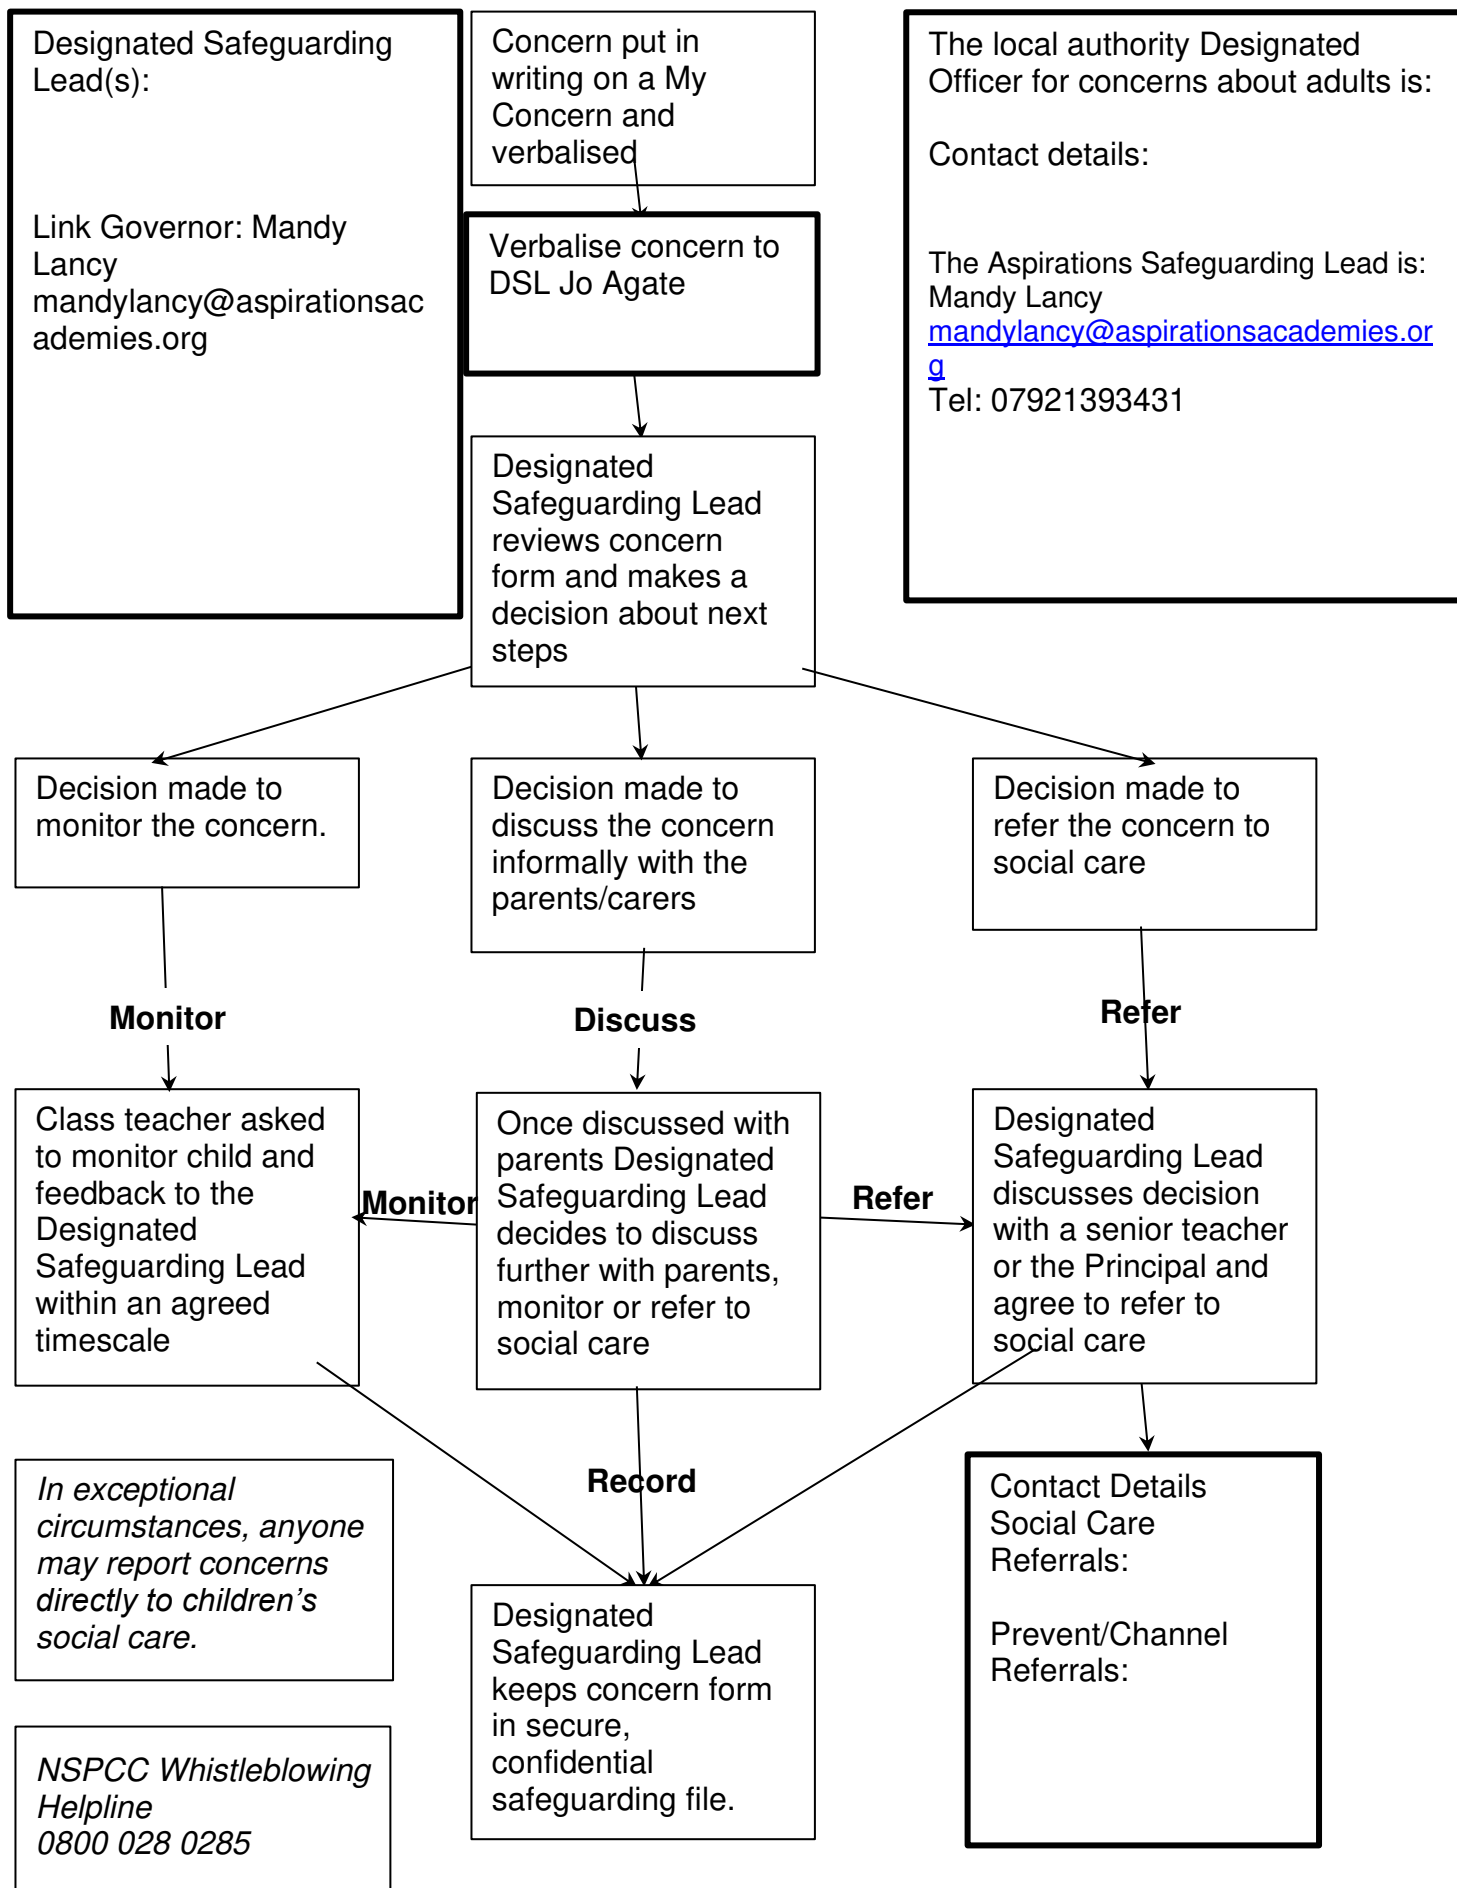 Designated Safeguarding
Lead(s):
Link Governor: Mandy
Lancy
mandylancy@aspirationsac
ademies.org
Concern put in
writing on a My
Concern and
verbalised
The local authority Designated
Officer for concerns about adults is:
Contact details:
The Aspirations Safeguarding Lead is:
Mandy Lancy
mandylancy@aspirationsacademies.or
g
Tel: 07921393431
Verbalise concern to
DSL Jo Agate
Designated
Safeguarding Lead
reviews concern
form and makes a
decision about next
steps
Decision made to
monitor the concern.
Decision made to
discuss the concern
informally with the
parents/carers
Decision made to
refer the concern to
social care
Monitor
Discuss
Refer
Class teacher asked
to monitor child and
feedback to the
Designated
Safeguarding Lead
within an agreed
timescale
Monitor
Once discussed with
parents Designated
Safeguarding Lead
decides to discuss
further with parents,
monitor or refer to
social care
Refer
Designated
Safeguarding Lead
discusses decision
with a senior teacher
or the Principal and
agree to refer to
social care
In exceptional
circumstances, anyone
may report concerns
directly to children’s
social care.
Record
Contact Details
Social Care
Referrals:
Prevent/Channel
Referrals:
Designated
Safeguarding Lead
keeps concern form
in secure,
confidential
safeguarding file.
NSPCC Whistleblowing
Helpline
0800 028 0285